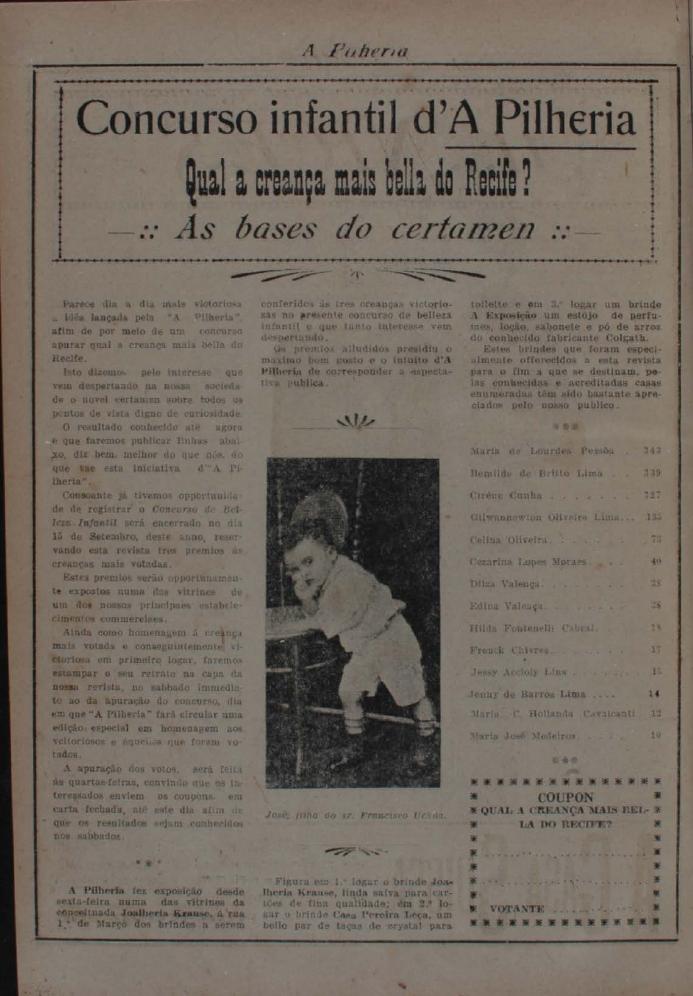 A Pilheria
Concurso infantil d'A Pilheria
Qual a creança mais bella do Recife?
—:: As bases do certamen ::—
Parece dia a dia mais victoriosa
a idéa lançada pela "A Pilheria",
afim de por meio de um concurso
apurar qual a creança mais bella do
Recife.
Isto dizemos pelo interesse que
vem despertando na nossa socieda-
de o novel certamen sobre todos os
pontos de vista digno de curiosidade.
O resultado conhecido até agora
e que faremos publicar linhas abai-
xo, diz bem, melhor do que nós, do
que vae esta iniciativa d'"A Pi-
lheria".
Consoante já tivemos opportunida-
de de registrar o Concurso de Bel-
leza Infantil será encerrado no dia
15 de Setembro, deste anno, reser-
vando esta revista tres premios ás
creanças mais votadas.
Estes premios serão opportunamen-
te expostos numa das vitrines de
um dos nossos principaes estabele-
cimentos commerciaes.
Ainda como homenagem á creança
mais votada e conseguintemente vi-
ctoriosa em primeiro logar, faremos
estampar o seu retrato na capa da
nossa revista, no sabbado immedia-
to ao da apuração do concurso, dia
em que "A Pilheria" fará circular uma
edição especial em homenagem aos
vcitoriosos e áquelles que foram vo-
tados.
A apuração dos votos, será feita
ás quartas-feiras, convindo que os in-
teressados enviem os coupons, em
carta fechada, até este dia afim de
que os resultados sejam conhecidos
nos sabbados.
***
A Pilheria fez exposição desde
sexta-feira numa das vitrines da
conceituada Joalheria Krause, á rua
1.° de Março dos brindes a serem
conferidos ás tres creanças victorio-
sas no presente concurso de belleza
infantil e que tanto interesse vem
despertando.
Os premios alludidos presidiu o
maximo bom gosto e o intuito d'A
Pilheria de corresponder a especta-
tiva publica.
José, filho do sr. Francisco
Figura em 1.° logar o brinde Joa-
lheria Krause, linda salva para car-
tões de fina qualidade; em 2.° lo-
gar o brinde Casa Pereira Leça, um
bello par de taças de crystal para
toilette e em 3.° logar um brinde
A Exposição um estojo de perfu-
mes, loção, sabonete e pó de arroz
do conhecido fabricante Colgath.
Estes brindes que foram especi-
almente offerecidos a esta revista
para o fim a que se destinam, pe-
las conhecidas e acreditadas casas
enumeradas têm sido bastante apre-
ciados pelo nosso publico.
***
Maria de Lourdes Pessôa . 343
Benilde de Britto Lima . . 339
Ciréne Cunha . . . . . . . 327
Gilwannewton Oliveira Lima... 135
Celina Oliveira . . . . . . 73
Cezarina Lopes Moraes . . . 40
Dilza Valença . . . . . . . 28
Edina Valença . . . . . . . 28
Hilda Fontenelli Cabral . . 28
Frenck Chivres . . . . . . 17
Jessy Accioly Lins . . . . 15
Jenny de Barros Lima .... 14
Maria C. Hollanda Cavalcanti 12
Maria José Medeiros . . . . 10
***
COUPON
QUAL A CREANÇA MAIS BEL-
LA DO RECIFE?
VOTANTE